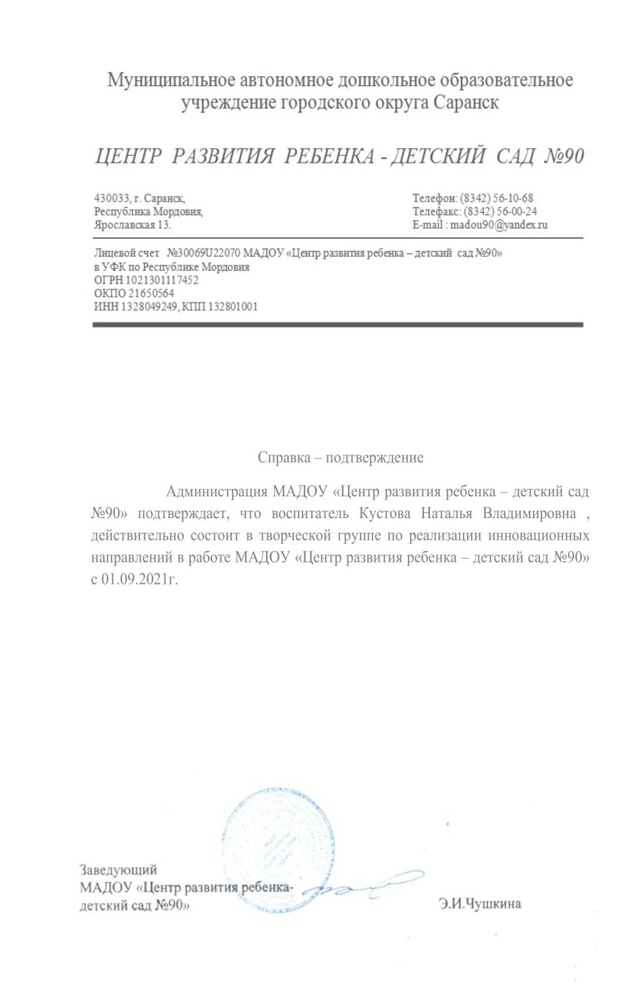 Муниципальное автономное дошкольное образовательное
учреждение городского округа Саранск
ЦЕНТР РАЗВИТИЯ РЕБЕНКА - ДЕТСКИЙ САД №90
430033, г. Саранск,
Республика Мордовия,
Ярославская 13.
Телефон: (8342) 56-10-68
Телефакс: (8342) 56-00-24
E-mail : madou90@yandex.ru
Лицевой счет №30069U22070 МАДОУ «Центр развития ребенка – детский сад №90»
в УФК по Республике Мордовия
ОГРН 1021301117452
ОКПО 21650564
ИНН 1328049249, КПП 132801001
Справка – подтверждение
Администрация МАДОУ «Центр развития ребенка – детский сад
№90» подтверждает, что воспитатель Кустова Наталья Владимировна ,
действительно состоит в творческой группе по реализации инновационных
направлений в работе МАДОУ «Центр развития ребенка – детский сад №90»
с 01.09.2021г.
Заведующий
МАДОУ «Центр развития ребенка-
детский сад №90»
Э.И.Чушкина